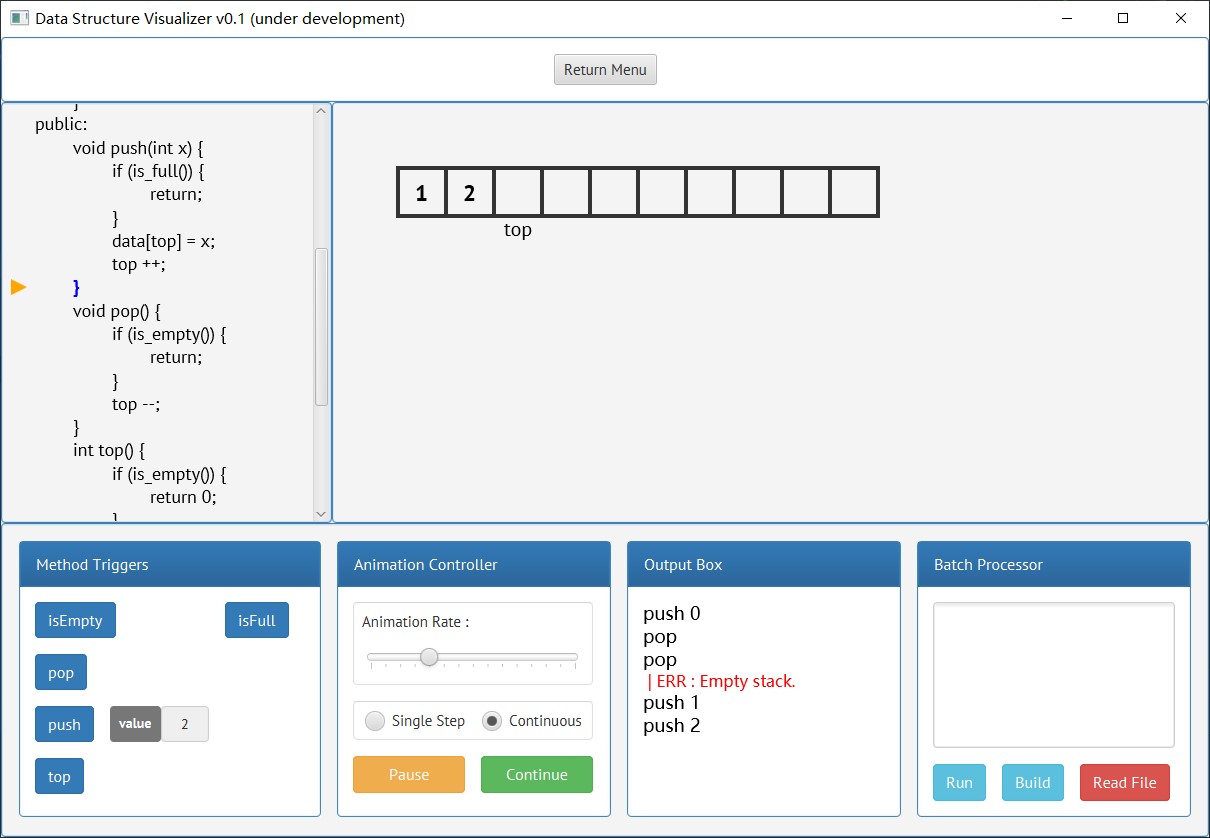 Data Structure Visualizer v0.1 (under development)
Return Menu
}
public:
void push(int x) {
if (is_full()) {
return;
}
data[top] = x;
top ++;
}
void pop() {
if (is_empty()) {
return;
}
top --;
}
int top() {
if (is_empty()) {
return 0;
}
1 2
top
Method Triggers
isEmpty isFull
pop
push value 2
top
Animation Controller
Animation Rate :
Single Step Continuous
Pause Continue
Output Box
push 0
pop
pop
| ERR : Empty stack.
push 1
push 2
Batch Processor
Run Build Read File